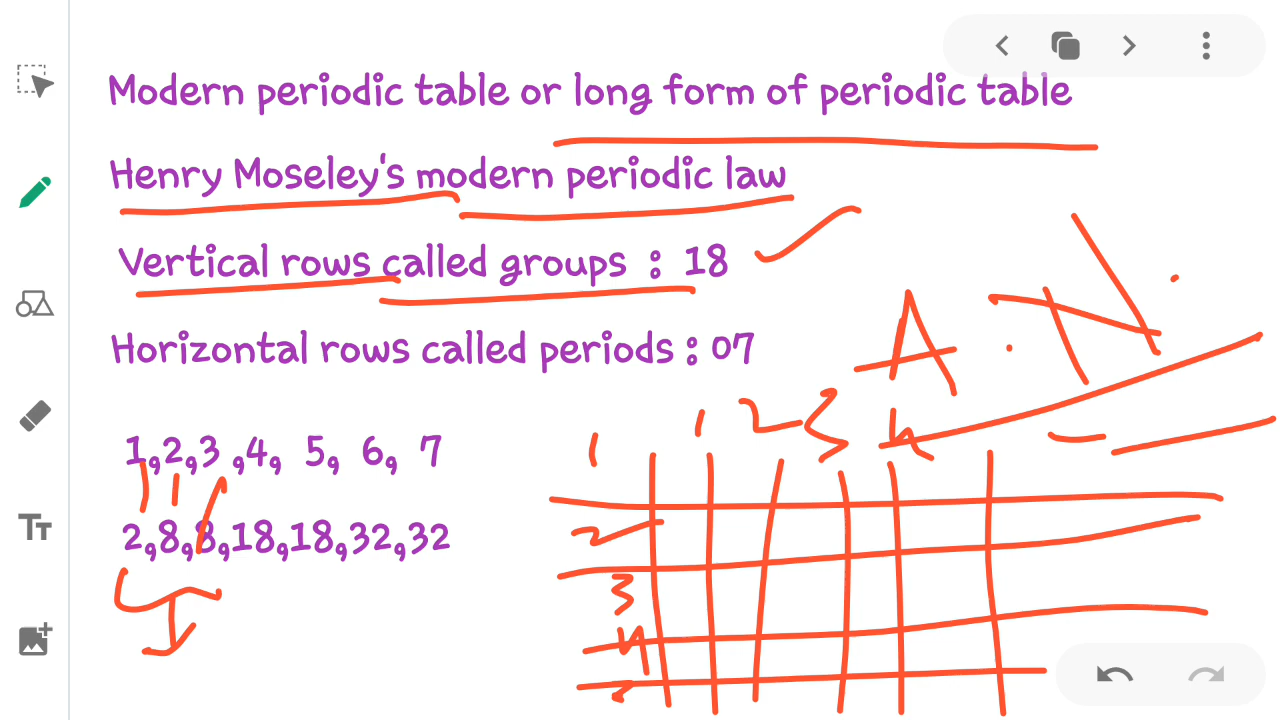 Modern periodic table or long form of periodic table
Henry Moseley's modern periodic law
Vertical rows called groups : 18
A . N .
Horizontal rows called periods : 07
1 2 3 4
1,2,3 ,4, 5, 6, 7
1
2,8,8,18,18,32,32
2
3
4
Tт